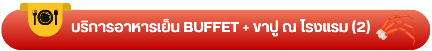 บริการอาหารเย็น BUFFET + ขาปู ณ โรงแรม (2)